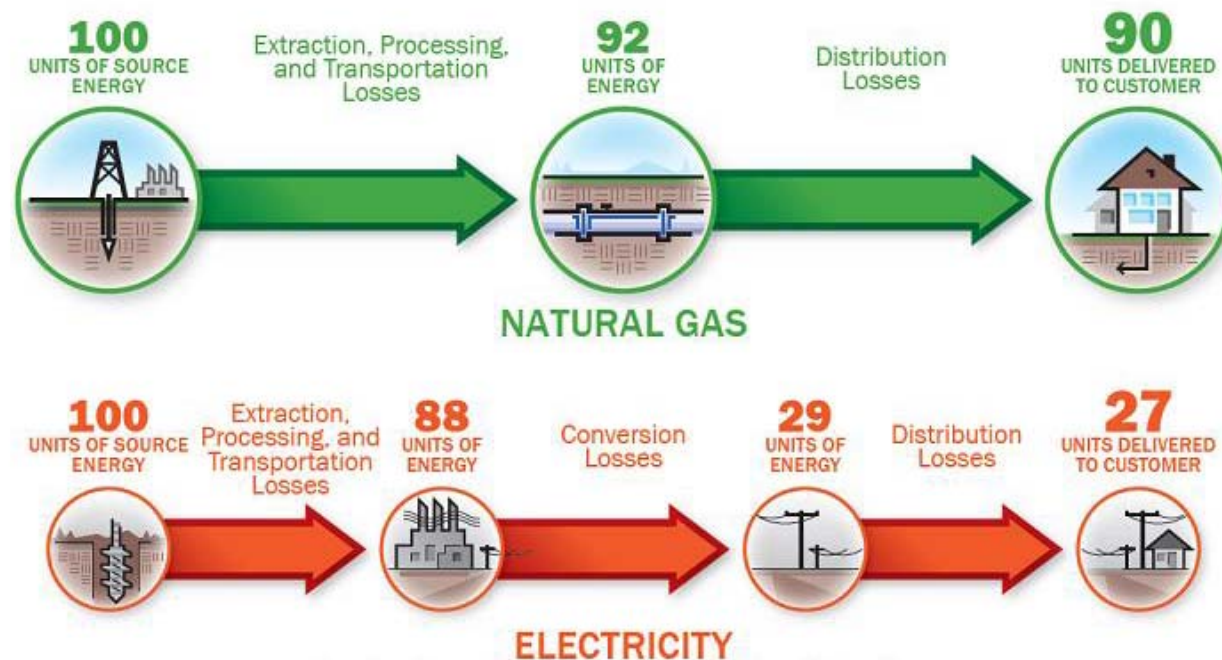 100
UNITS OF SOURCE
ENERGY
Extraction, Processing,
and Transportation
Losses
92
UNITS OF
ENERGY
Distribution
Losses
90
UNITS DELIVERED
TO CUSTOMER
NATURAL GAS
100
UNITS OF SOURCE
ENERGY
Extraction,
Processing, and
Transportation
Losses
88
UNITS OF
ENERGY
Conversion
Losses
29
UNITS OF
ENERGY
Distribution
Losses
27
UNITS DELIVERED
TO CUSTOMER
ELECTRICITY